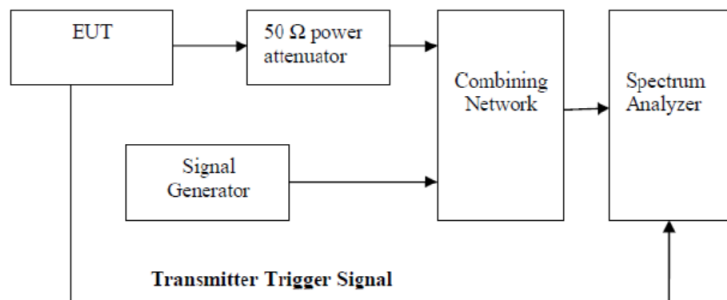 EUT
50 Ω power
attenuator
Combining
Network
Spectrum
Analyzer
Signal
Generator
Transmitter Trigger Signal